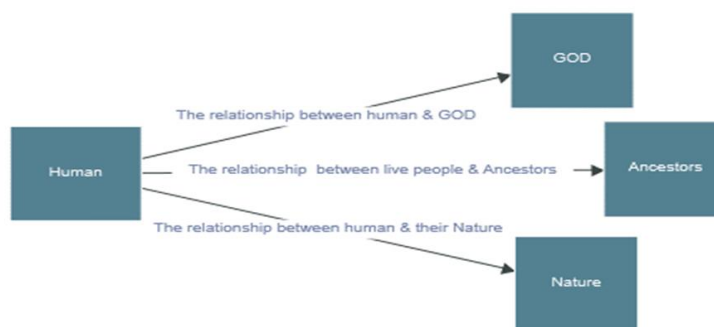 GOD
The relationship between human & GOD
Human
The relationship between live people & Ancestors
Ancestors
The relationship between human & their Nature
Nature